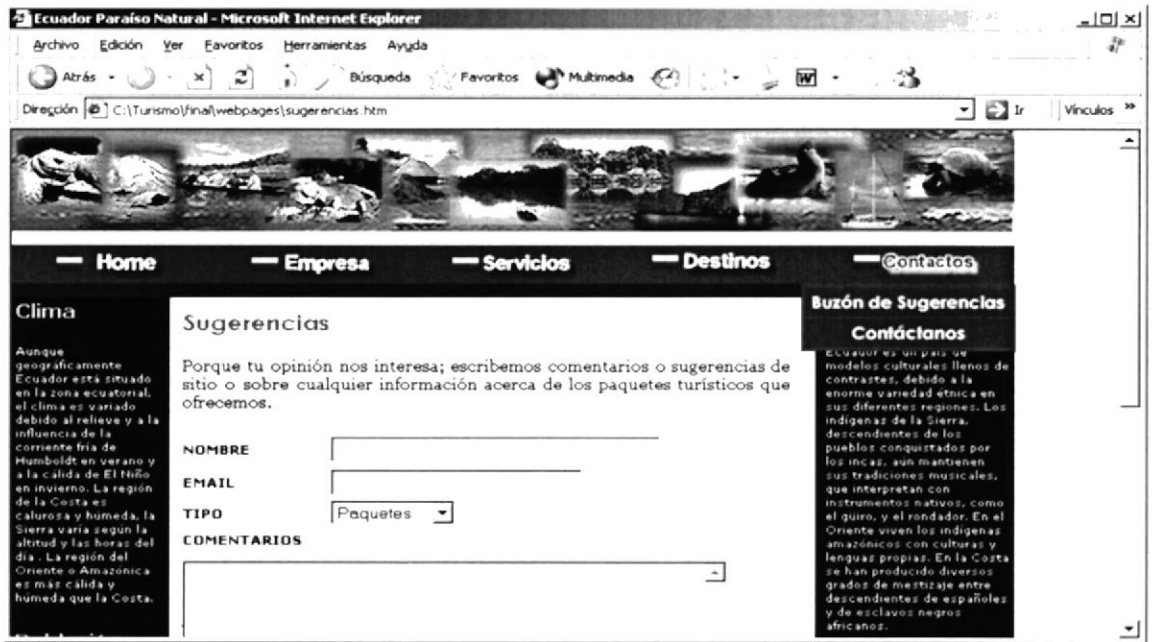 Ecuador Paraíso Natural - Microsoft Internet Explorer
Archivo Edición Ver Favoritos Herramientas Ayuda
Atrás Búsqueda Favoritos Multimedia
Dirección C:\Turismo\final\webpages\sugerencias.htm Ir Vínculos »
Home Empresa Servicios Destinos Contactos
Buzón de Sugerencias
Contáctanos
Clima
Aunque
geográficamente
Ecuador está situado
en la zona ecuatorial,
el clima es variado
debido al relieve y a la
influencia de la
corriente fría de
Humboldt en verano y
a la cálida de El Niño
en invierno. La región
de la Costa es
calurosa y húmeda, la
Sierra varía según la
altitud y las horas del
día . La región del
Oriente o Amazónica
es más cálida y
húmeda que la Costa.
Sugerencias
Porque tu opinión nos interesa; escribemos comentarios o sugerencias de
sitio o sobre cualquier información acerca de los paquetes turísticos que
ofrecemos.
NOMBRE
EMAIL
TIPO Paquetes
COMENTARIOS
Ecuador es un país de
modelos culturales llenos de
contrastes, debido a la
enorme variedad étnica en
sus diferentes regiones. Los
indígenas de la Sierra,
descendientes de los
pueblos conquistados por
los incas, aún mantienen
sus tradiciones musicales,
que interpretan con
instrumentos nativos, como
el güiro, y el rondador. En el
Oriente viven los indígenas
amazónicos con culturas y
lenguas propias. En la Costa
se han producido diversos
grados de mestizaje entre
descendientes de españoles
y de esclavos negros
africanos.